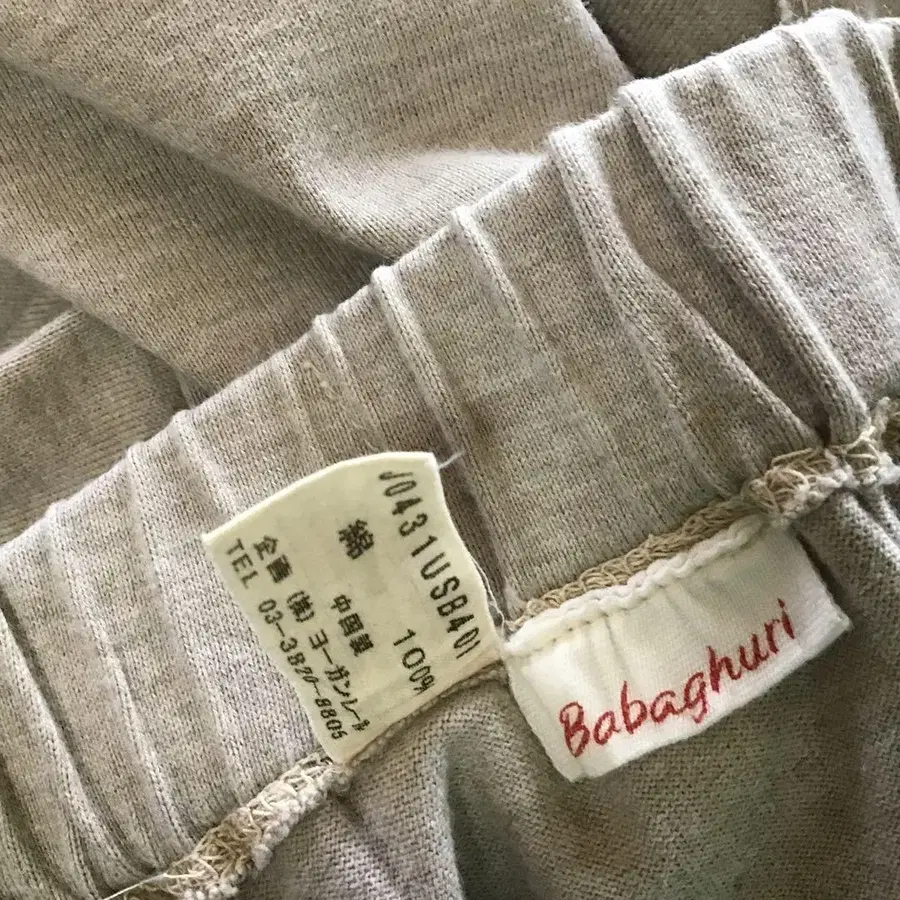 J0431USB401
綿 100%
中国製
企画 (株) ヨーガンレール
TEL 03-3820-8805
Babaghuri